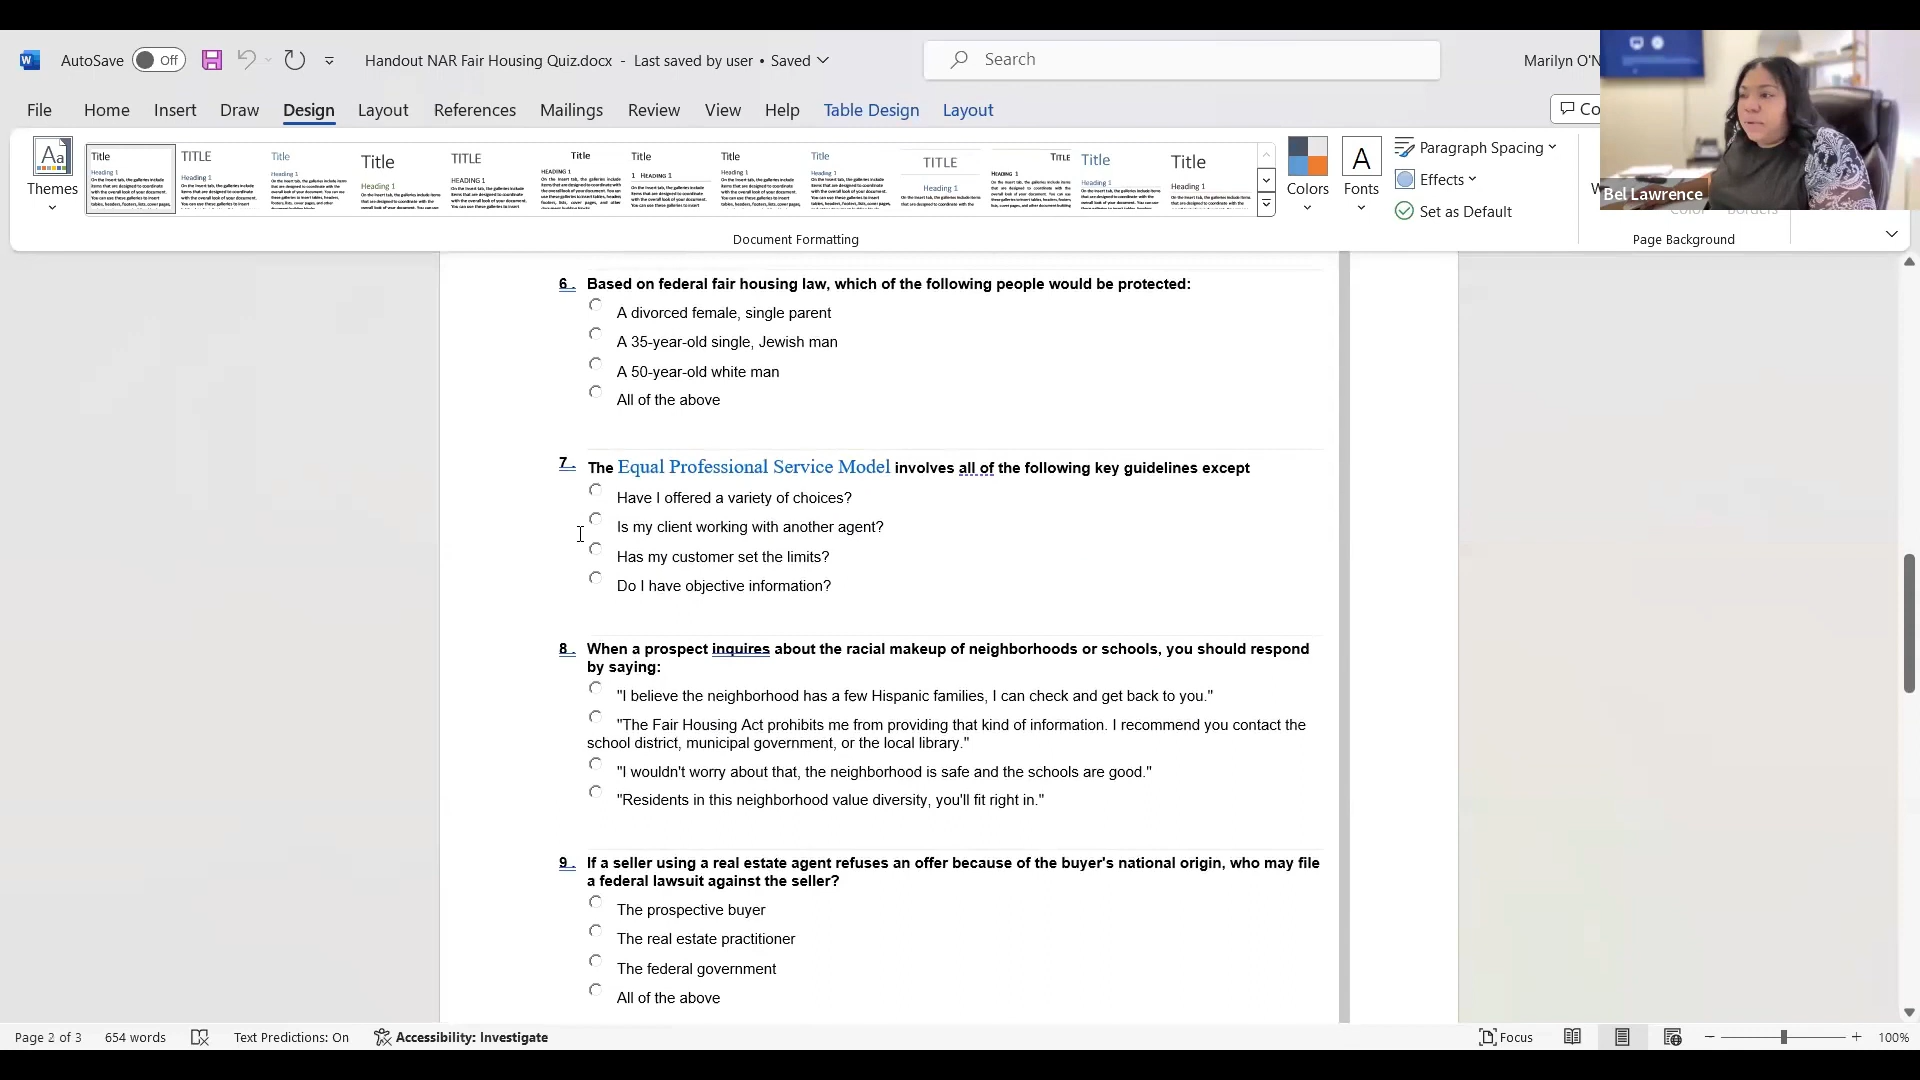 AutoSave Off Handout NAR Fair Housing Quiz.docx - Last saved by user • Saved Search Marilyn O'N
File Home Insert Draw Design Layout References Mailings Review View Help Table Design Layout Co
Themes Colors Fonts Paragraph Spacing
Effects
Set as Default
Bel Lawrence
Document Formatting Page Background
6. Based on federal fair housing law, which of the following people would be protected:
A divorced female, single parent
A 35-year-old single, Jewish man
A 50-year-old white man
All of the above
7. The Equal Professional Service Model involves all of the following key guidelines except
Have I offered a variety of choices?
Is my client working with another agent?
Has my customer set the limits?
Do I have objective information?
8. When a prospect inquires about the racial makeup of neighborhoods or schools, you should respond
by saying:
"I believe the neighborhood has a few Hispanic families, I can check and get back to you."
"The Fair Housing Act prohibits me from providing that kind of information. I recommend you contact the
school district, municipal government, or the local library."
"I wouldn't worry about that, the neighborhood is safe and the schools are good."
"Residents in this neighborhood value diversity, you'll fit right in."
9. If a seller using a real estate agent refuses an offer because of the buyer's national origin, who may file
a federal lawsuit against the seller?
The prospective buyer
The real estate practitioner
The federal government
All of the above
Page 2 of 3 654 words Text Predictions: On Accessibility: Investigate Focus 100%